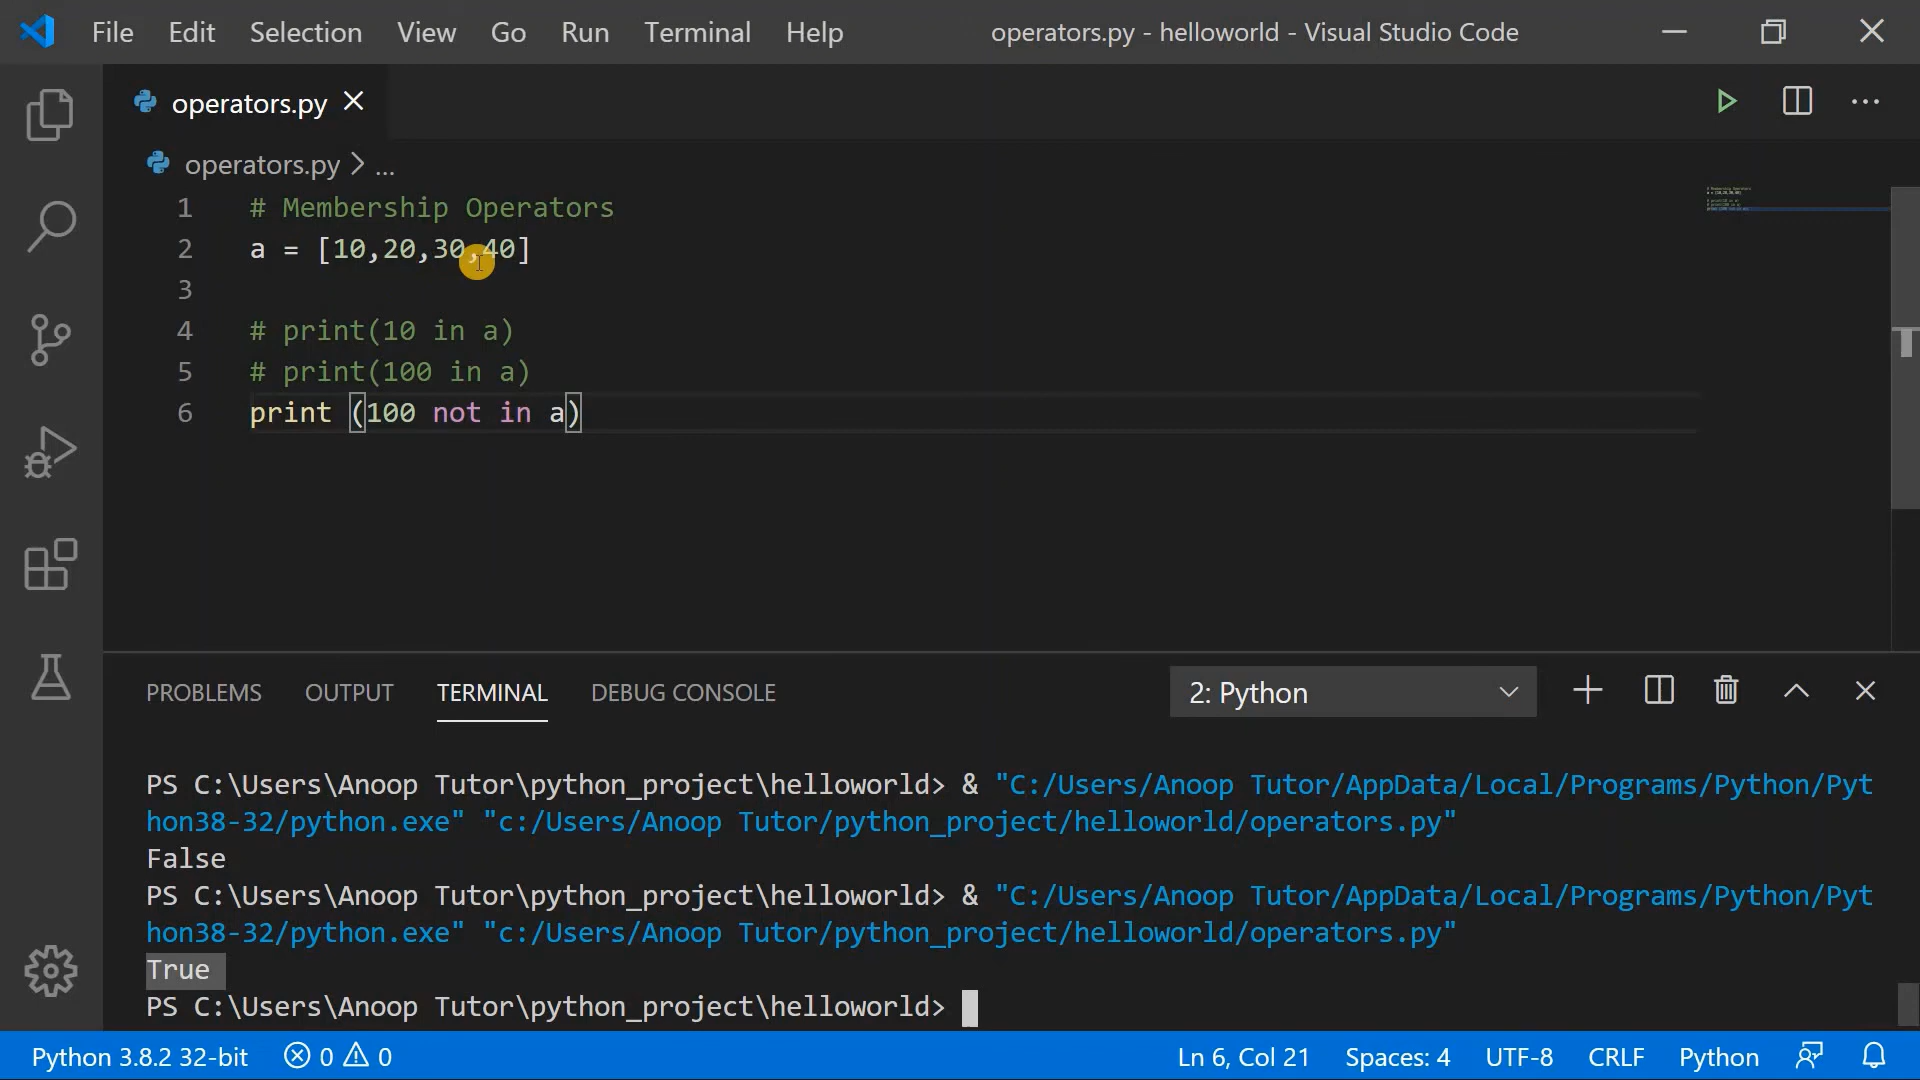 File Edit Selection View Go Run Terminal Help operators.py - helloworld - Visual Studio Code
operators.py
operators.py > ...
1 # Membership Operators
2 a = [10,20,30,40]
3
4 # print(10 in a)
5 # print(100 in a)
6 print (100 not in a)
PROBLEMS OUTPUT TERMINAL DEBUG CONSOLE 2: Python
PS C:\Users\Anoop Tutor\python_project\helloworld> & "C:/Users/Anoop Tutor/AppData/Local/Programs/Python/Pyt
hon38-32/python.exe" "c:/Users/Anoop Tutor/python_project/helloworld/operators.py"
False
PS C:\Users\Anoop Tutor\python_project\helloworld> & "C:/Users/Anoop Tutor/AppData/Local/Programs/Python/Pyt
hon38-32/python.exe" "c:/Users/Anoop Tutor/python_project/helloworld/operators.py"
True
PS C:\Users\Anoop Tutor\python_project\helloworld>
Python 3.8.2 32-bit 0 0 Ln 6, Col 21 Spaces: 4 UTF-8 CRLF Python